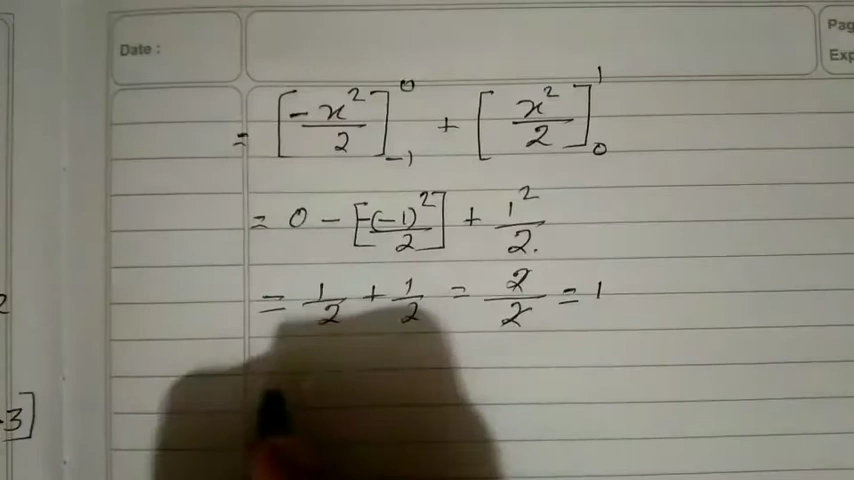 Date :
Pag
Exp
= [-x²/2]₋₁⁰ + [x²/2]₀¹
= 0 - [-(-1)²/2] + 1²/2.
= 1/2 + 1/2 = 2/2 = 1
2
-3]